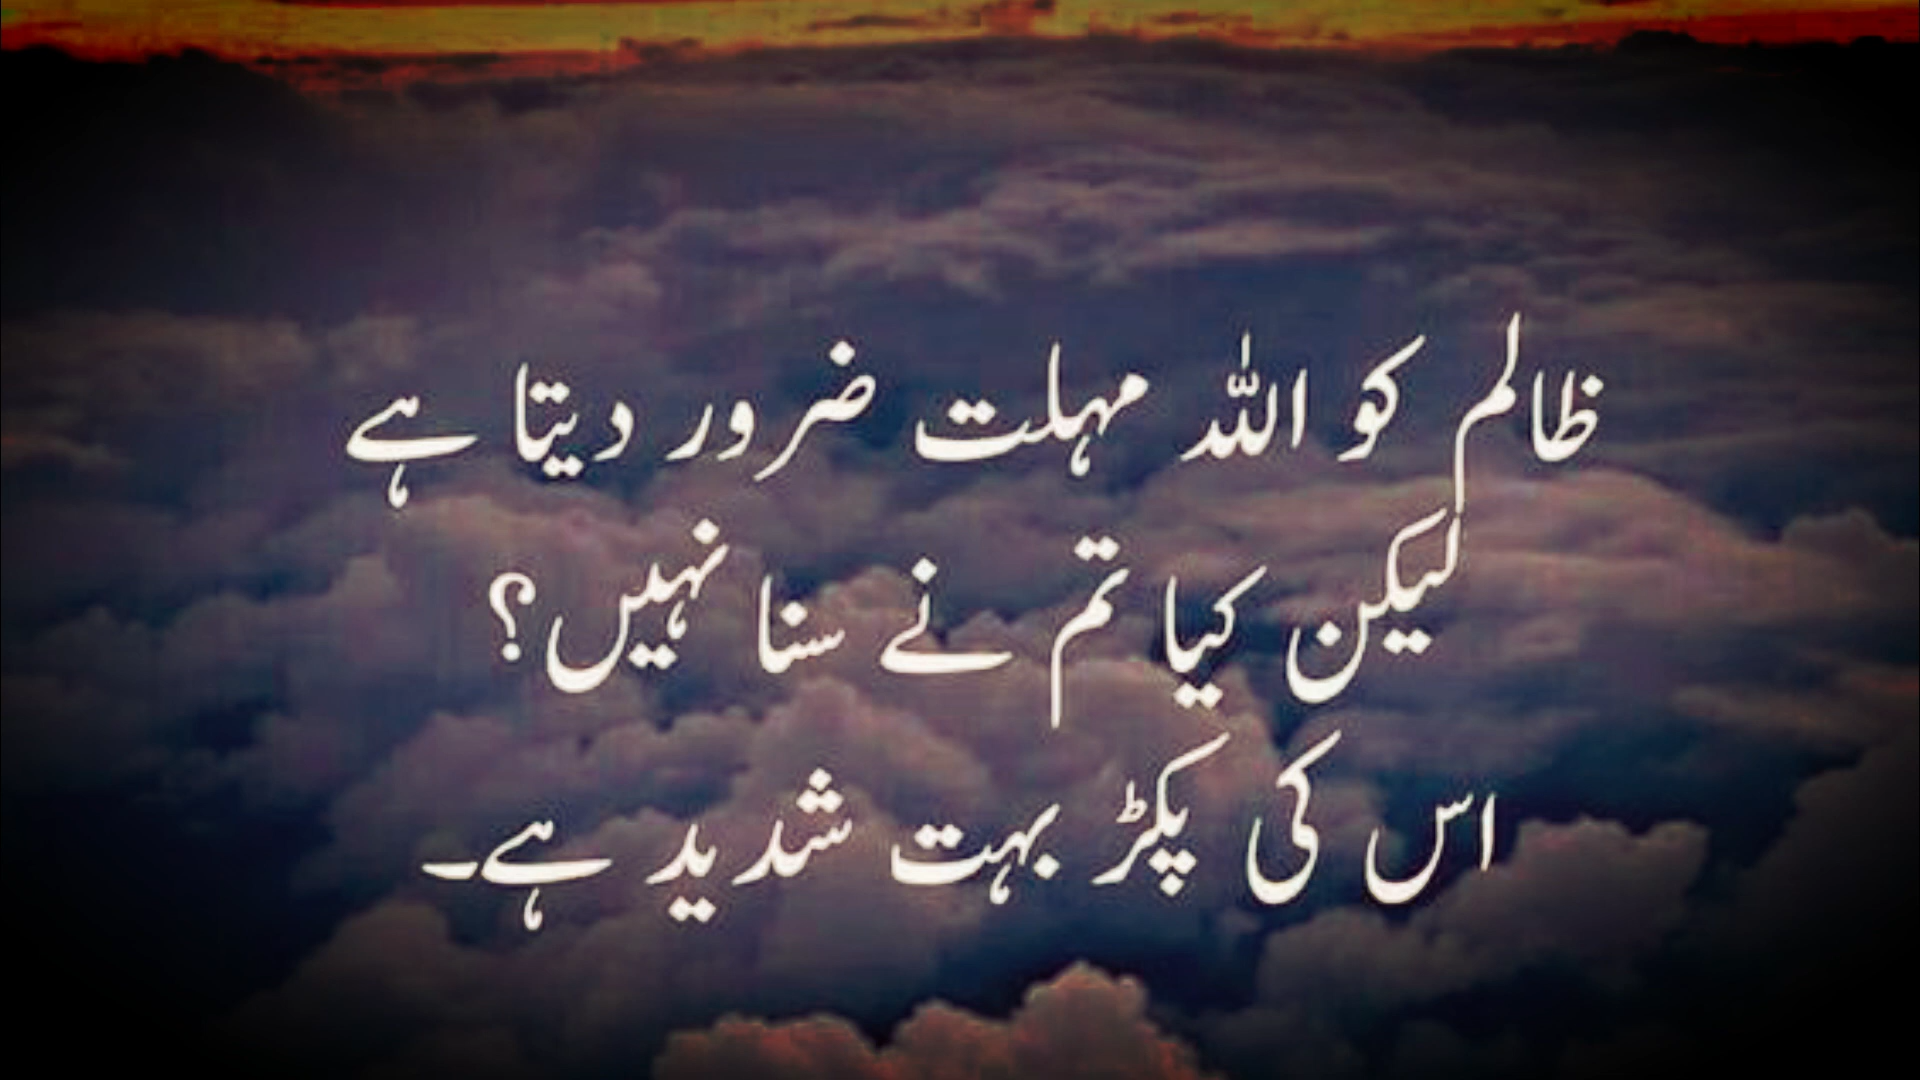 ظالم کو اللہ مہلت ضرور دیتا ہے
لیکن کیا تم نے سنا نہیں؟
اس کی پکڑ بہت شدید ہے۔